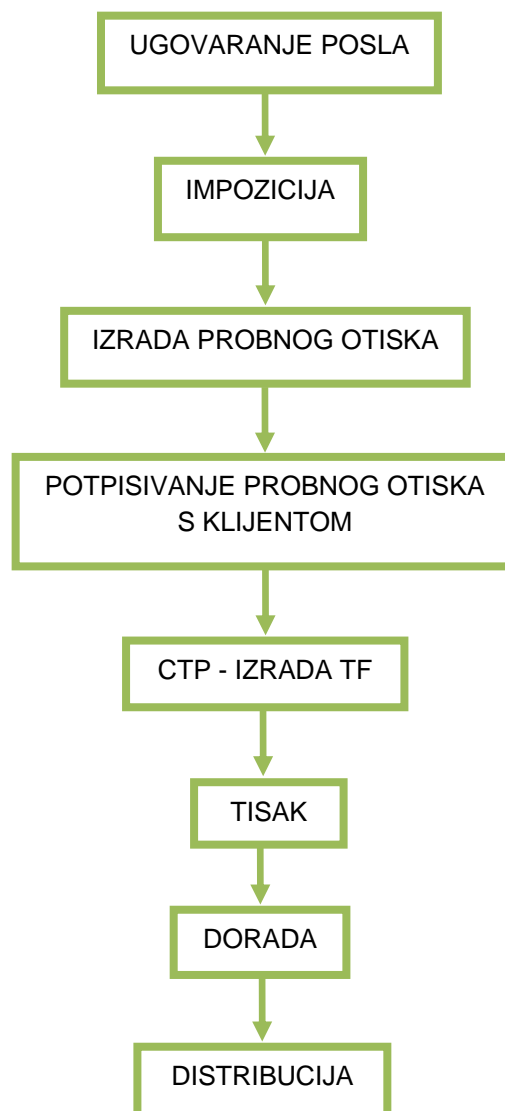 UGOVARANJE POSLA
IMPOZICIJA
IZRADA PROBNOG OTISKA
POTPISIVANJE PROBNOG OTISKA
S KLIJENTOM
CTP - IZRADA TF
TISAK
DORADA
DISTRIBUCIJA